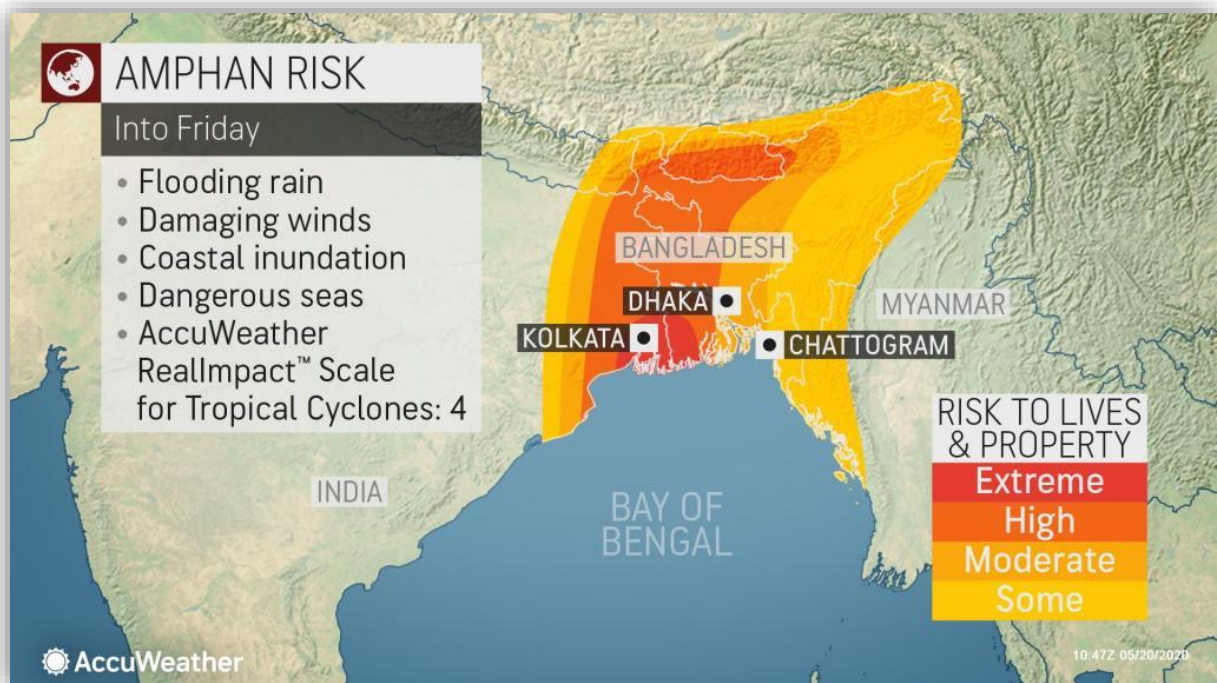 AMPHAN RISK
Into Friday
• Flooding rain
• Damaging winds
• Coastal inundation
• Dangerous seas
• AccuWeather
RealImpact™ Scale
for Tropical Cyclones: 4
BANGLADESH
DHAKA
MYANMAR
KOLKATA
CHATTOGRAM
INDIA
BAY OF
BENGAL
RISK TO LIVES
& PROPERTY
Extreme
High
Moderate
Some
AccuWeather
10:47Z 05/20/2020